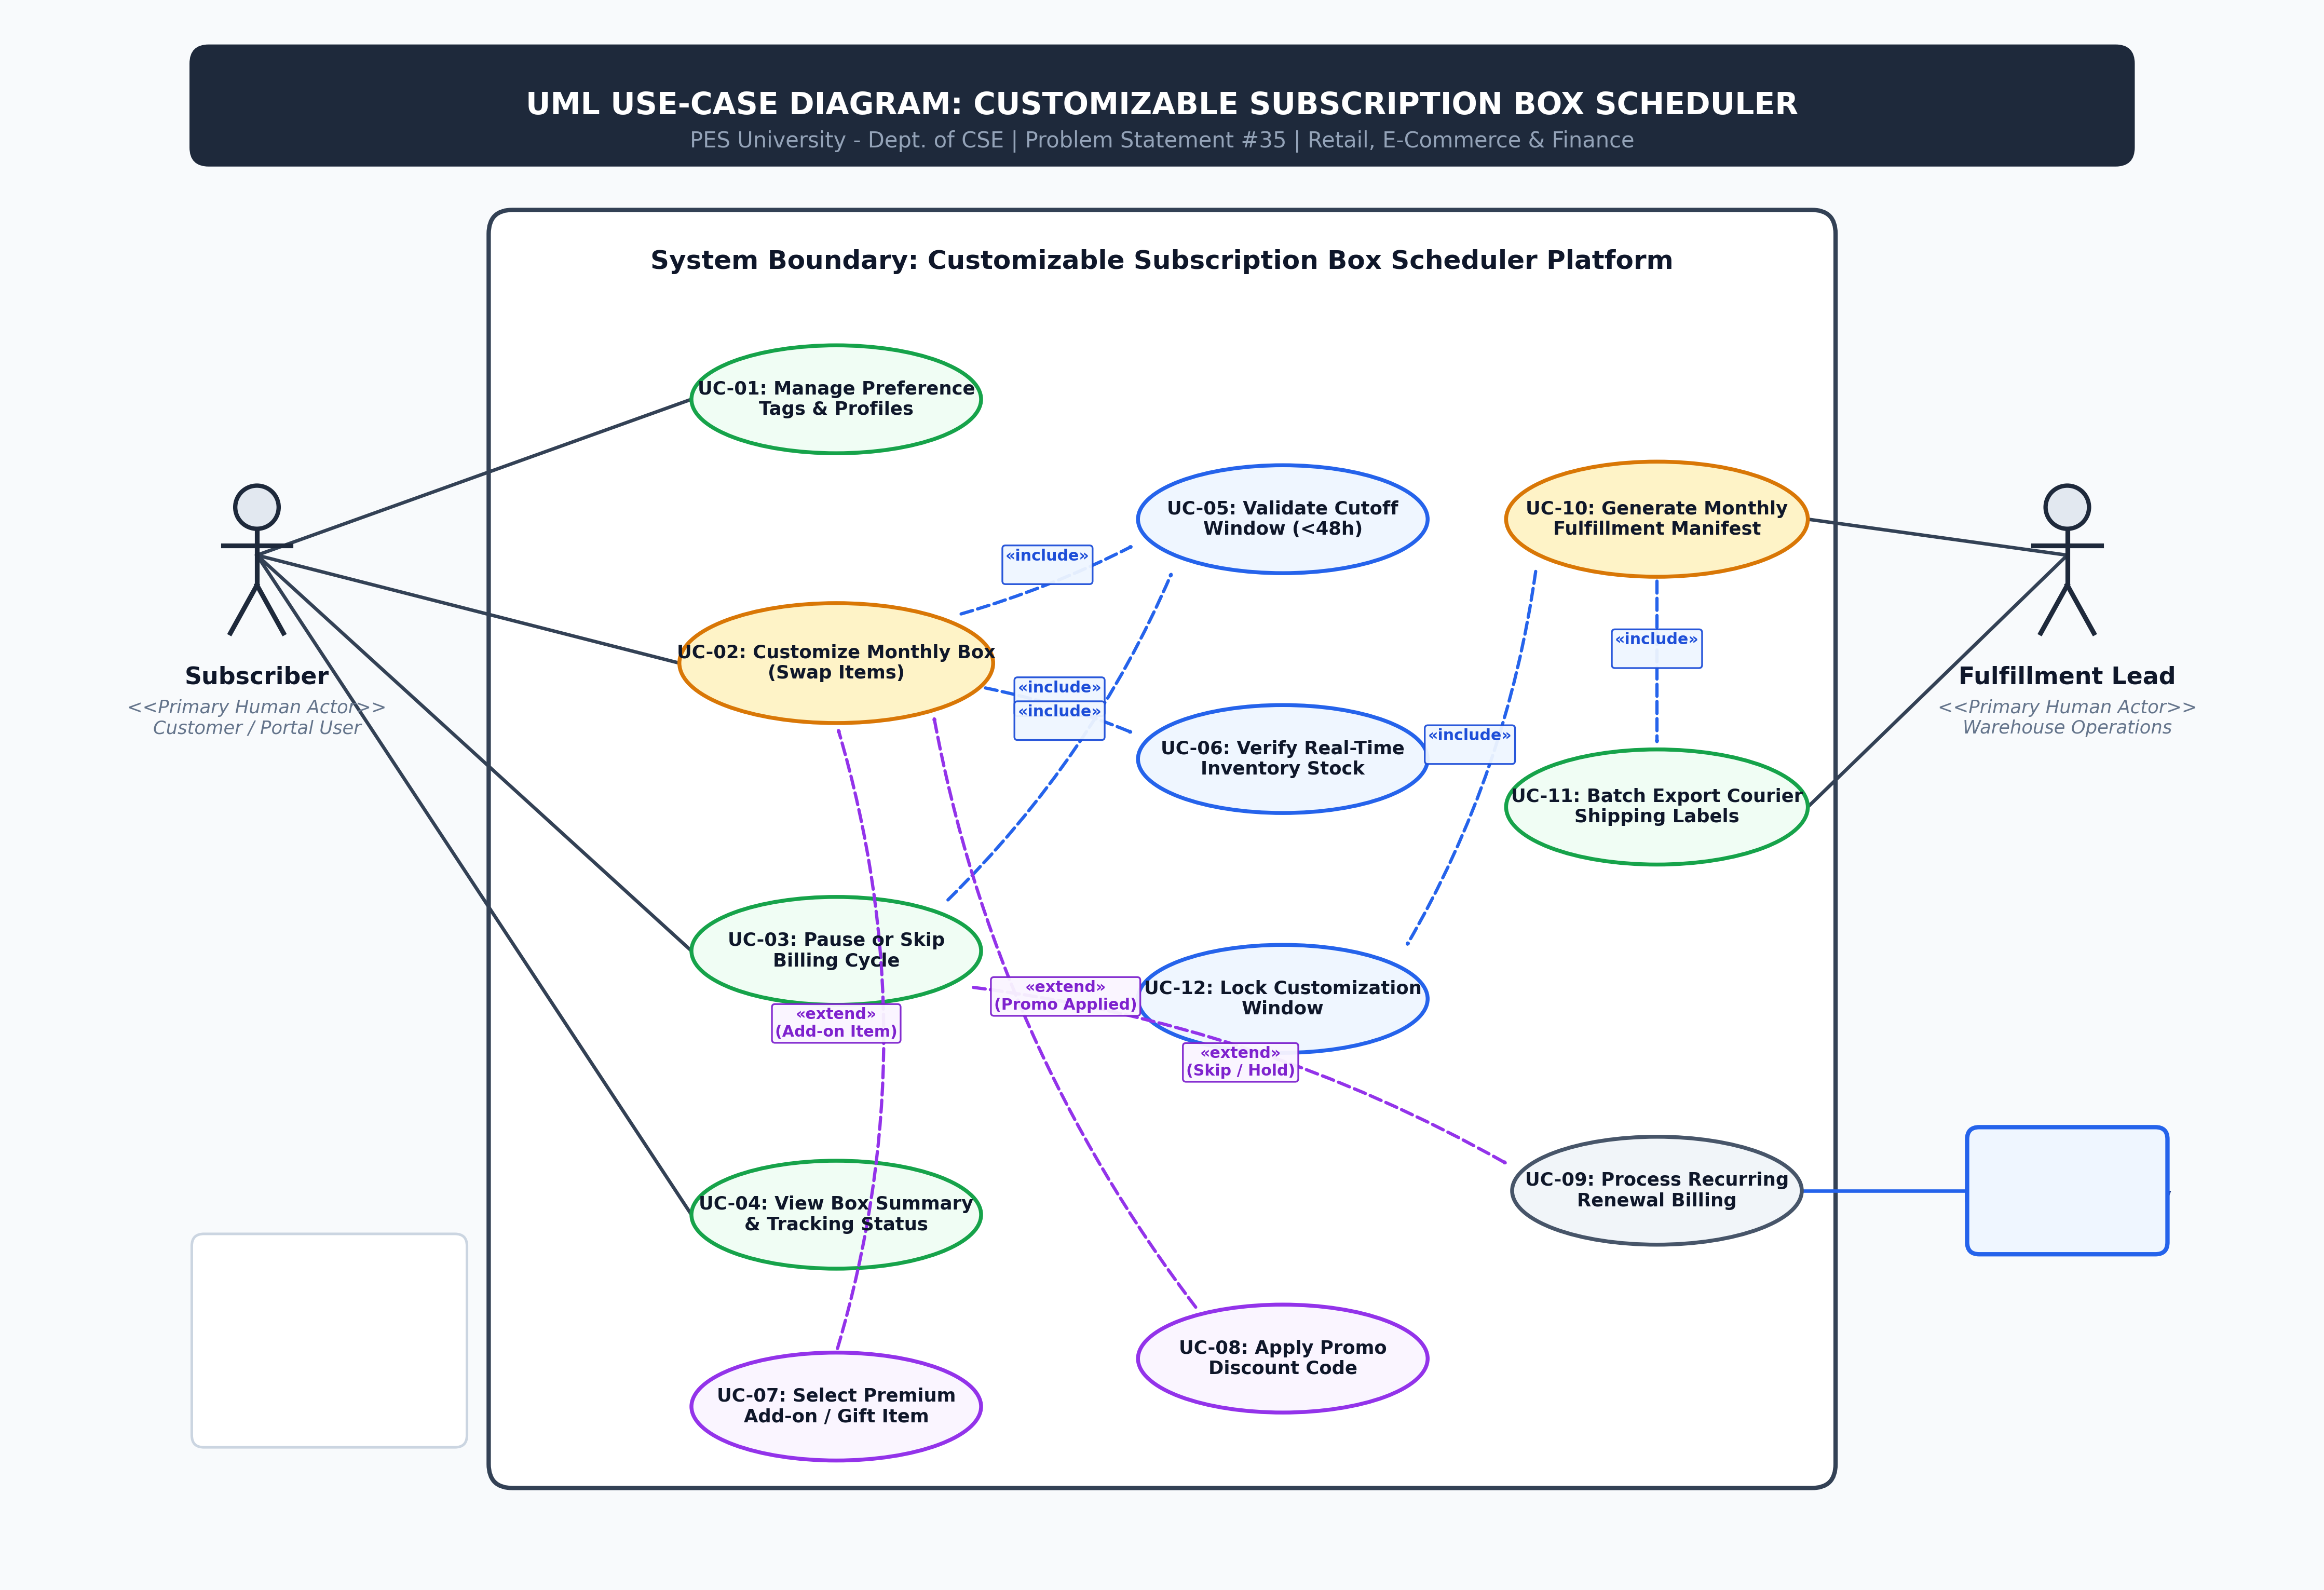 UML USE-CASE DIAGRAM: CUSTOMIZABLE SUBSCRIPTION BOX SCHEDULER
PES University - Dept. of CSE | Problem Statement #35 | Retail, E-Commerce & Finance
System Boundary: Customizable Subscription Box Scheduler Platform
UC-01: Manage Preference
Tags & Profiles
UC-05: Validate Cutoff
Window (<48h)
UC-10: Generate Monthly
Fulfillment Manifest
«include»
UC-02: Customize Monthly Box
(Swap Items)
«include»
«include»
«include»
«include»
Subscriber
<<Primary Human Actor>>
Customer / Portal User
Fulfillment Lead
<<Primary Human Actor>>
Warehouse Operations
UC-06: Verify Real-Time
Inventory Stock
UC-11: Batch Export Courier
Shipping Labels
UC-03: Pause or Skip
Billing Cycle
«extend»
(Add-on Item)
«extend»
(Promo Applied)
UC-12: Lock Customization
Window
«extend»
(Skip / Hold)
UC-04: View Box Summary
& Tracking Status
UC-09: Process Recurring
Renewal Billing
UC-08: Apply Promo
Discount Code
UC-07: Select Premium
Add-on / Gift Item